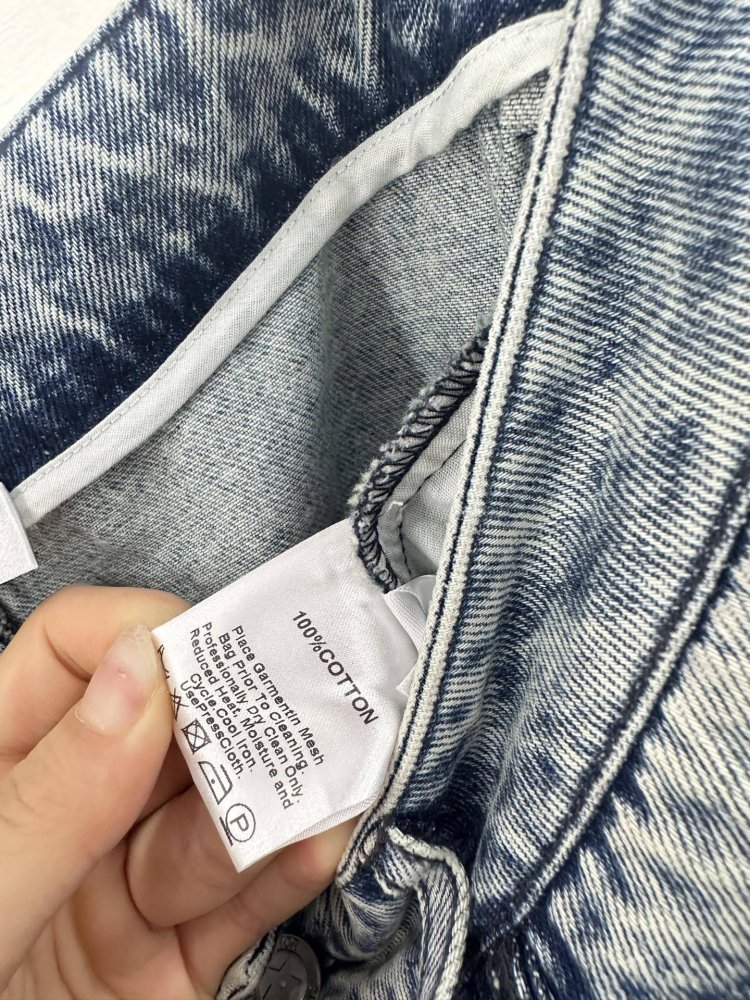 100%COTTON
Place Garmentin Mesh
Bag Prior To cleaning.
Professionally Dry Clean Only:
Reduced Heat. Moisture and
Cycle.Cool Iron.
UsePressCloth.
P